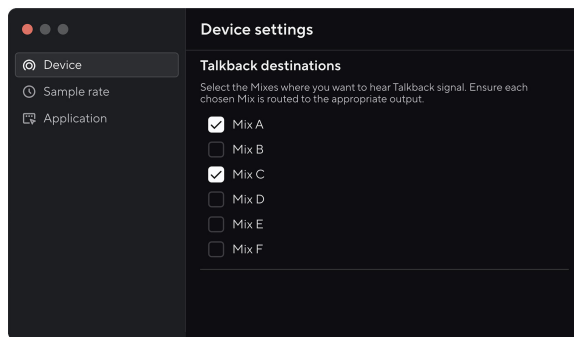 Device settings
Device
Sample rate
Application
Talkback destinations
Select the Mixes where you want to hear Talkback signal. Ensure each
chosen Mix is routed to the appropriate output.
Mix A
Mix B
Mix C
Mix D
Mix E
Mix F